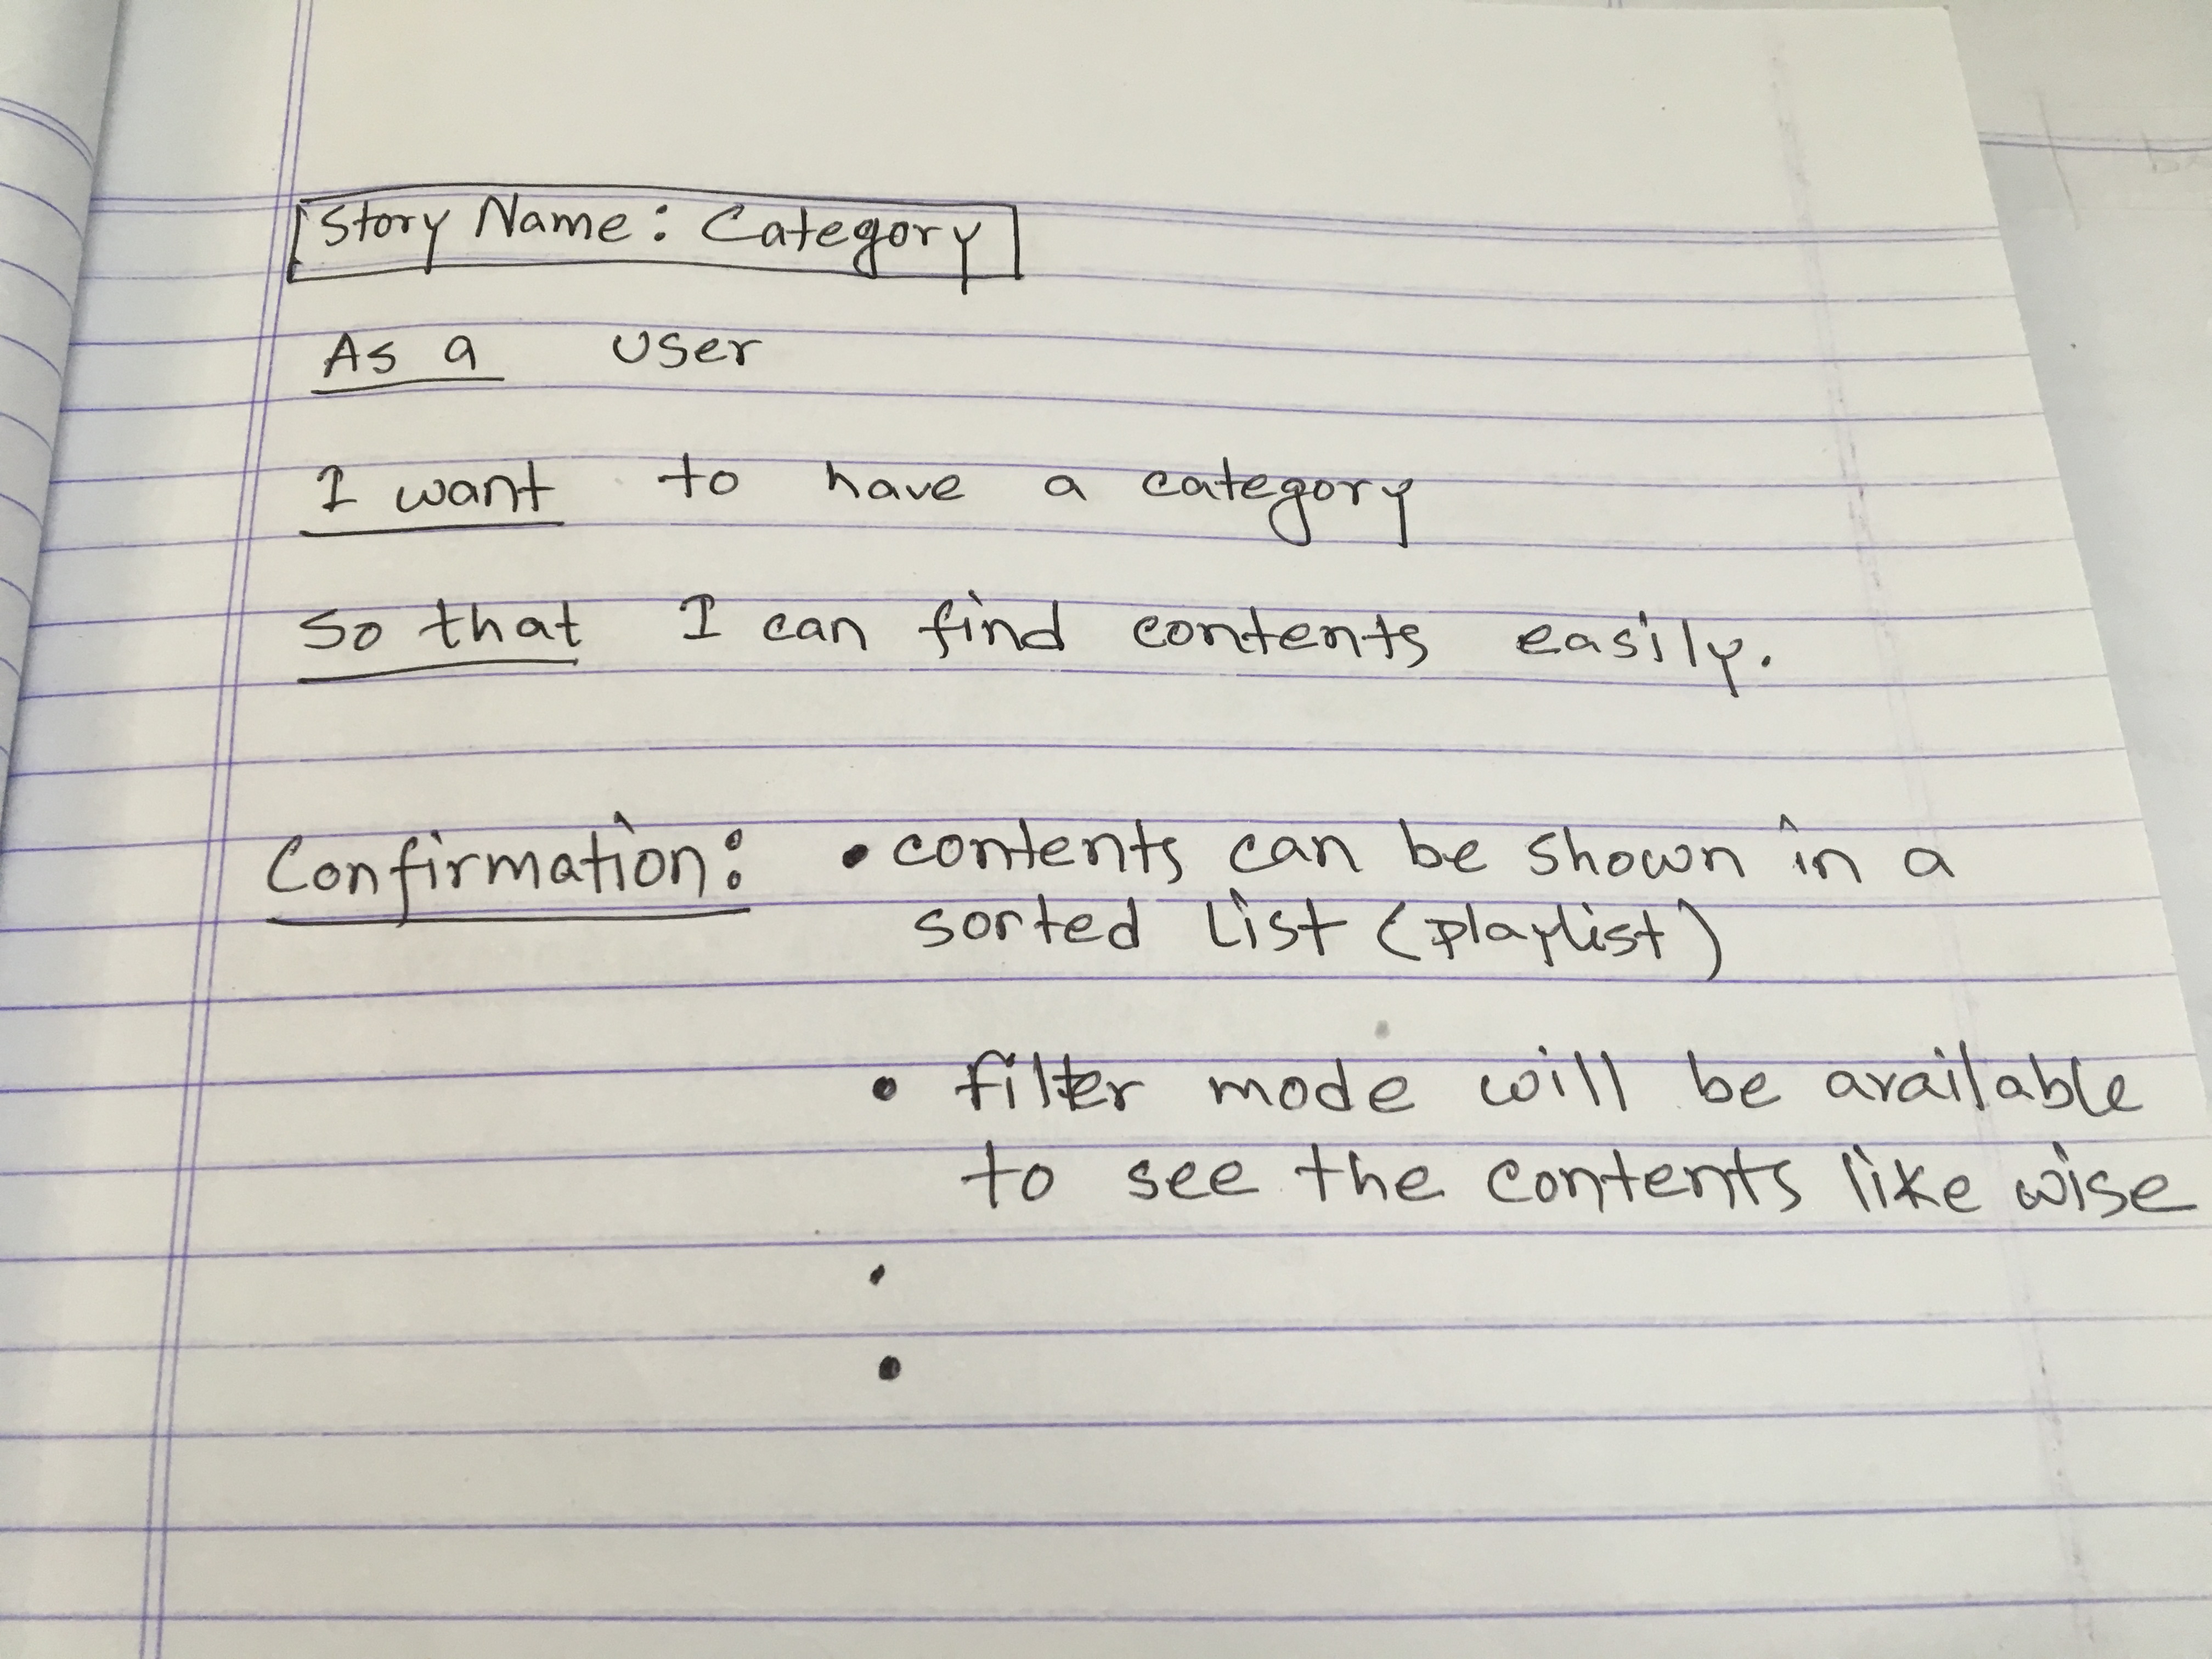 Story Name: Category
As a user
I want to have a category
So that I can find contents easily.
Confirmation: • contents can be shown in a
sorted list (playlist)
• filter mode will be available
to see the contents like wise
•
•